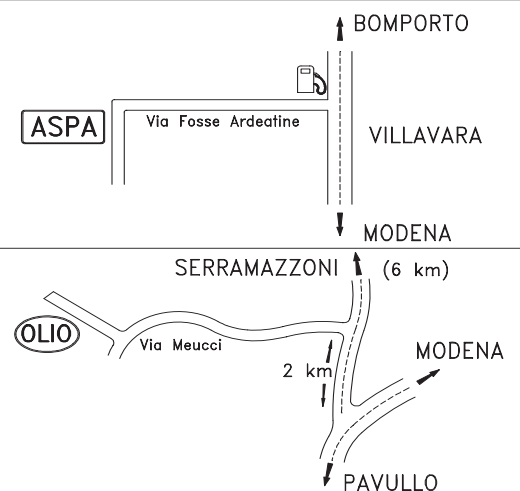 BOMPORTO
ASPA
Via Fosse Ardeatine
VILLAVARA
MODENA
SERRAMAZZONI (6 km)
OLIO
Via Meucci
2 km
MODENA
PAVULLO